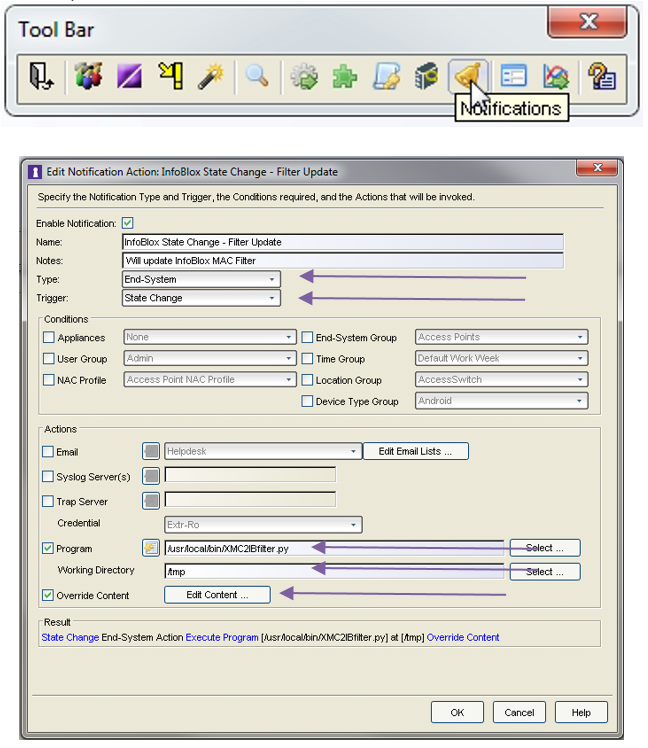 Tool Bar
Notifications
Edit Notification Action: InfoBlox State Change - Filter Update
Specify the Notification Type and Trigger, the Conditions required, and the Actions that will be invoked.
Enable Notification:
Name: InfoBlox State Change - Filter Update
Notes: Will update InfoBlox MAC Filter
Type: End-System
Trigger: State Change
Conditions
Appliances None End-System Group Access Points
User Group Admin Time Group Default Work Week
NAC Profile Access Point NAC Profile Location Group AccessSwitch
Device Type Group Android
Actions
Email Helpdesk Edit Email Lists ...
Syslog Server(s)
Trap Server
Credential Extr-Ro
Program /usr/local/bin/XMC2IBfilter.py Select ...
Working Directory /tmp Select ...
Override Content Edit Content ...
Result
State Change End-System Action Execute Program [/usr/local/bin/XMC2IBfilter.py] at [/tmp] Override Content
OK Cancel Help